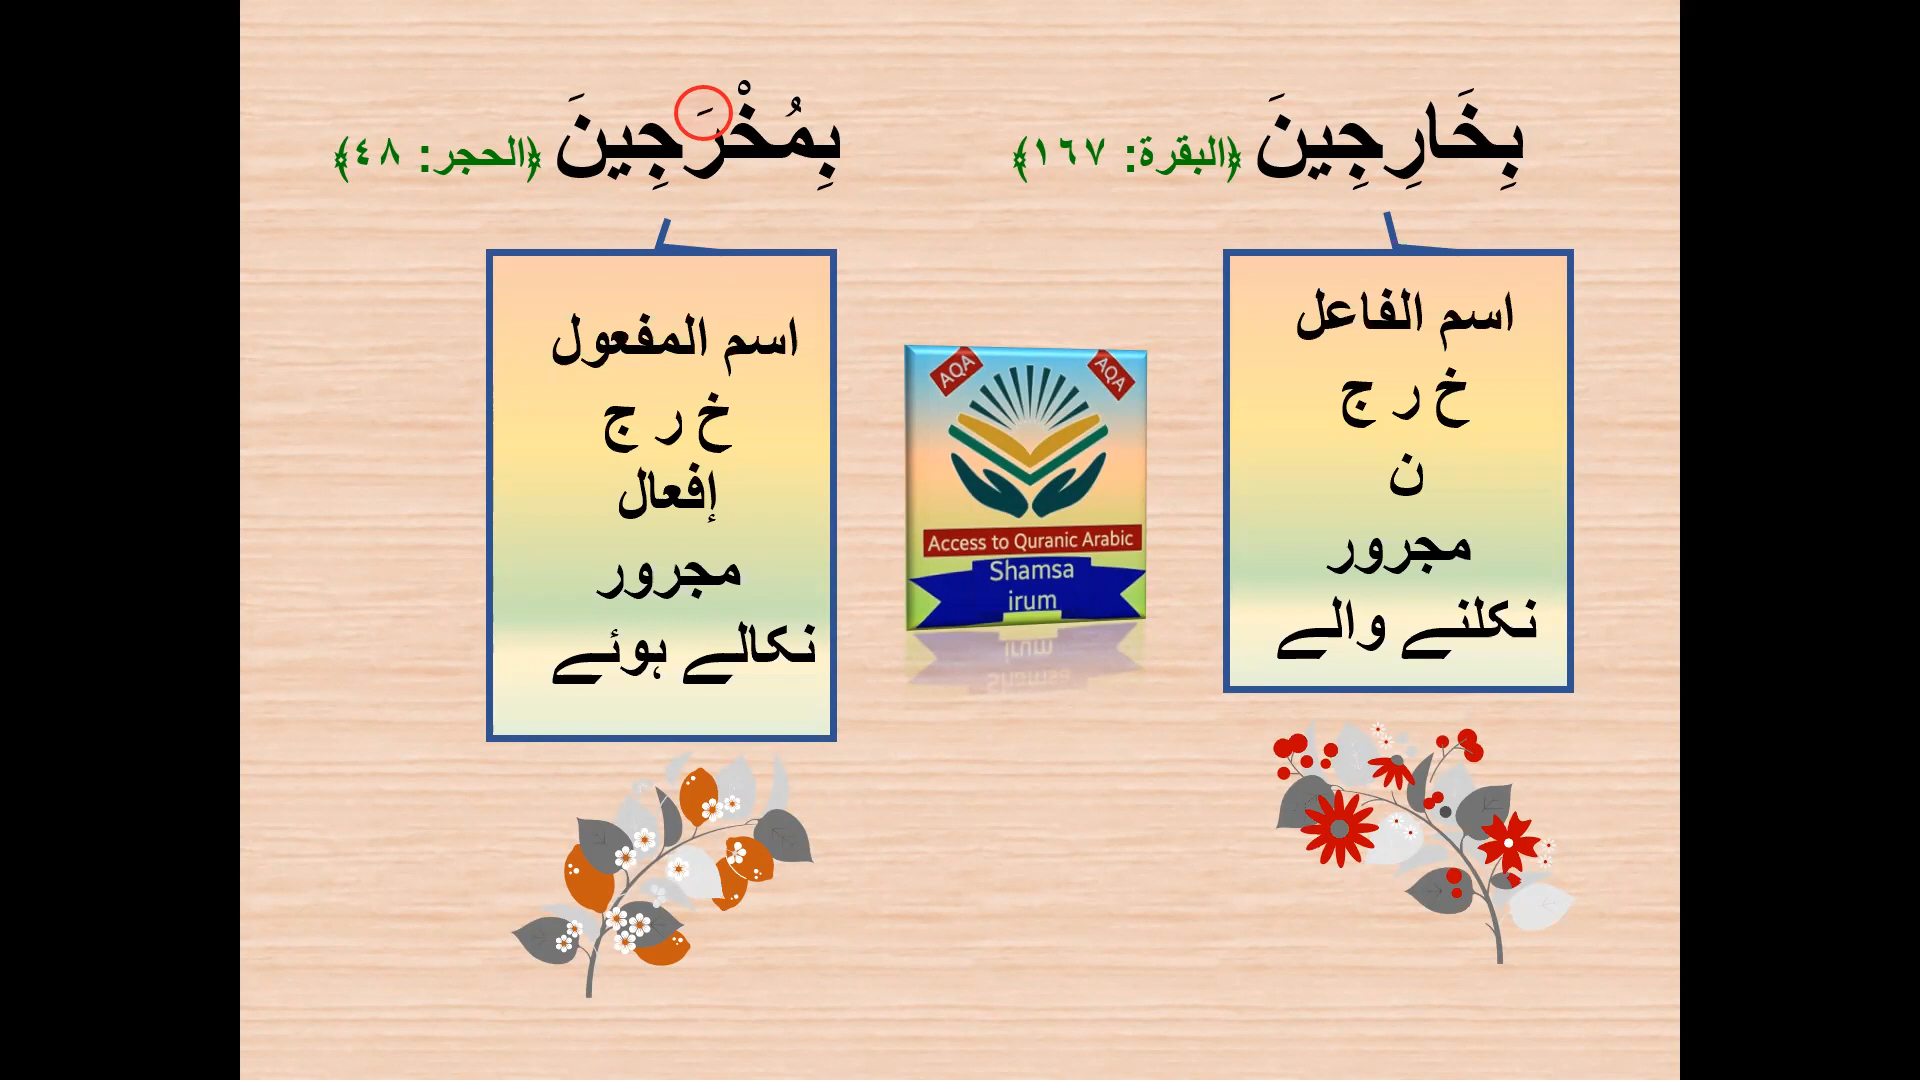 بِخَارِجِينَ ﴿البقرة: ١٦٧﴾
اسم الفاعل
خ ر ج
ن
مجرور
نکلنے والے
بِمُخْرَجِينَ ﴿الحجر: ٤٨﴾
اسم المفعول
خ ر ج
إفعال
مجرور
نکالے ہوئے
AQA
AQA
Access to Quranic Arabic
Shamsa
irum